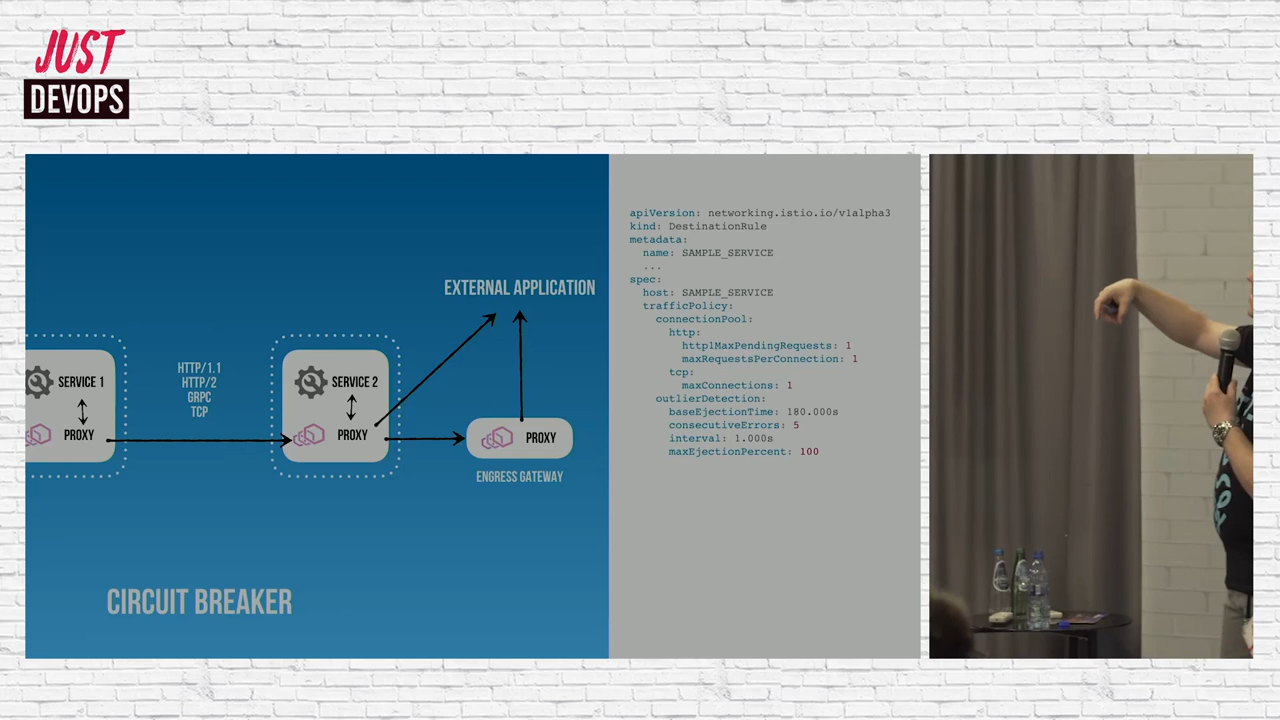 JUST
DEVOPS
EXTERNAL APPLICATION
SERVICE 1
PROXY
HTTP/1.1
HTTP/2
GRPC
TCP
SERVICE 2
PROXY
PROXY
ENGRESS GATEWAY
CIRCUIT BREAKER
apiVersion: networking.istio.io/v1alpha3
kind: DestinationRule
metadata:
  name: SAMPLE_SERVICE
  ...
spec:
  host: SAMPLE_SERVICE
  trafficPolicy:
    connectionPool:
      http:
        http1MaxPendingRequests: 1
        maxRequestsPerConnection: 1
      tcp:
        maxConnections: 1
    outlierDetection:
      baseEjectionTime: 180.000s
      consecutiveErrors: 5
      interval: 1.000s
      maxEjectionPercent: 100